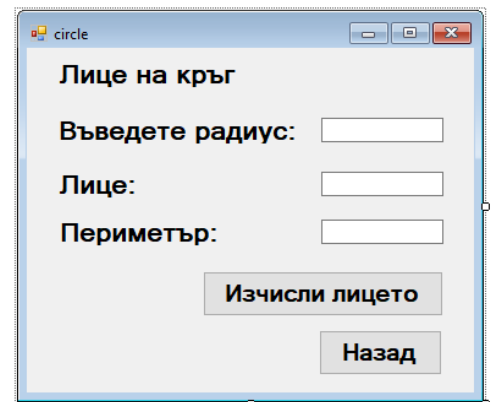 circle
Лице на кръг
Въведете радиус:
Лице:
Периметър:
Изчисли лицето
Назад